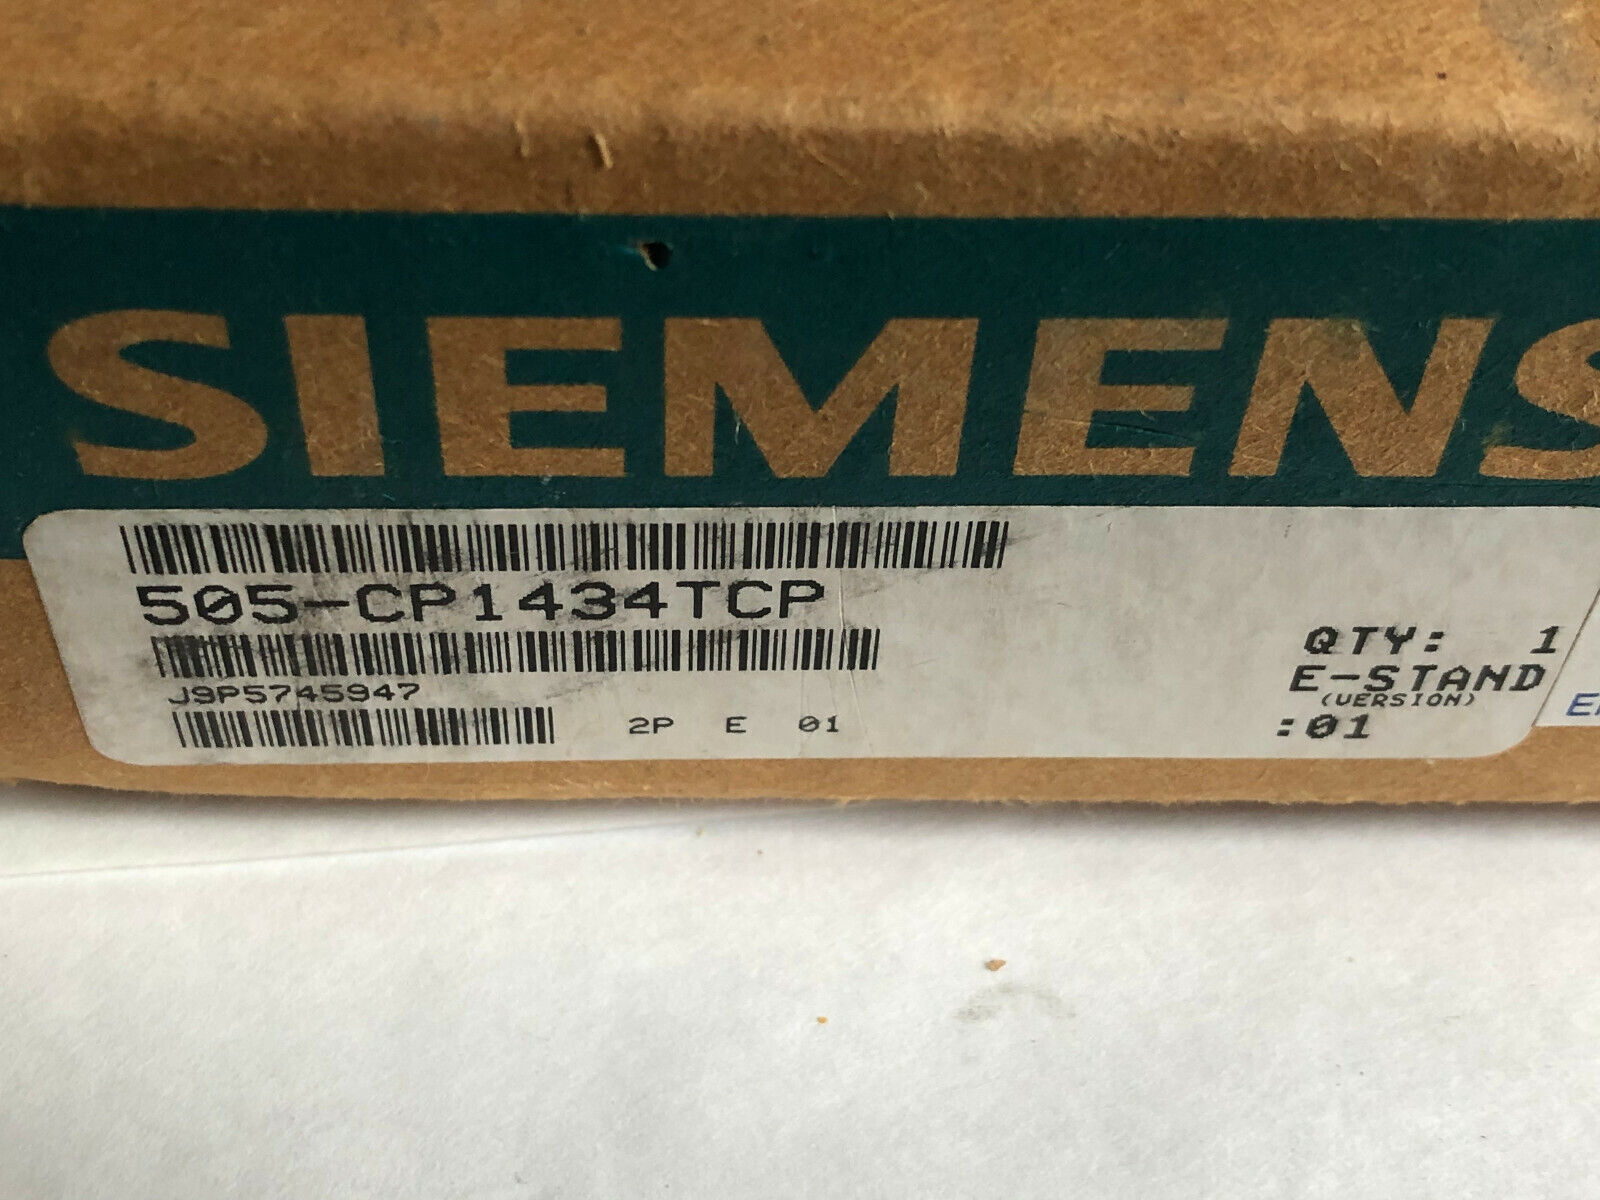 SIEMENS
505-CP1434TCP
J9P5745947
2P E 01
QTY: 1
E-STAND
(VERSION)
:01